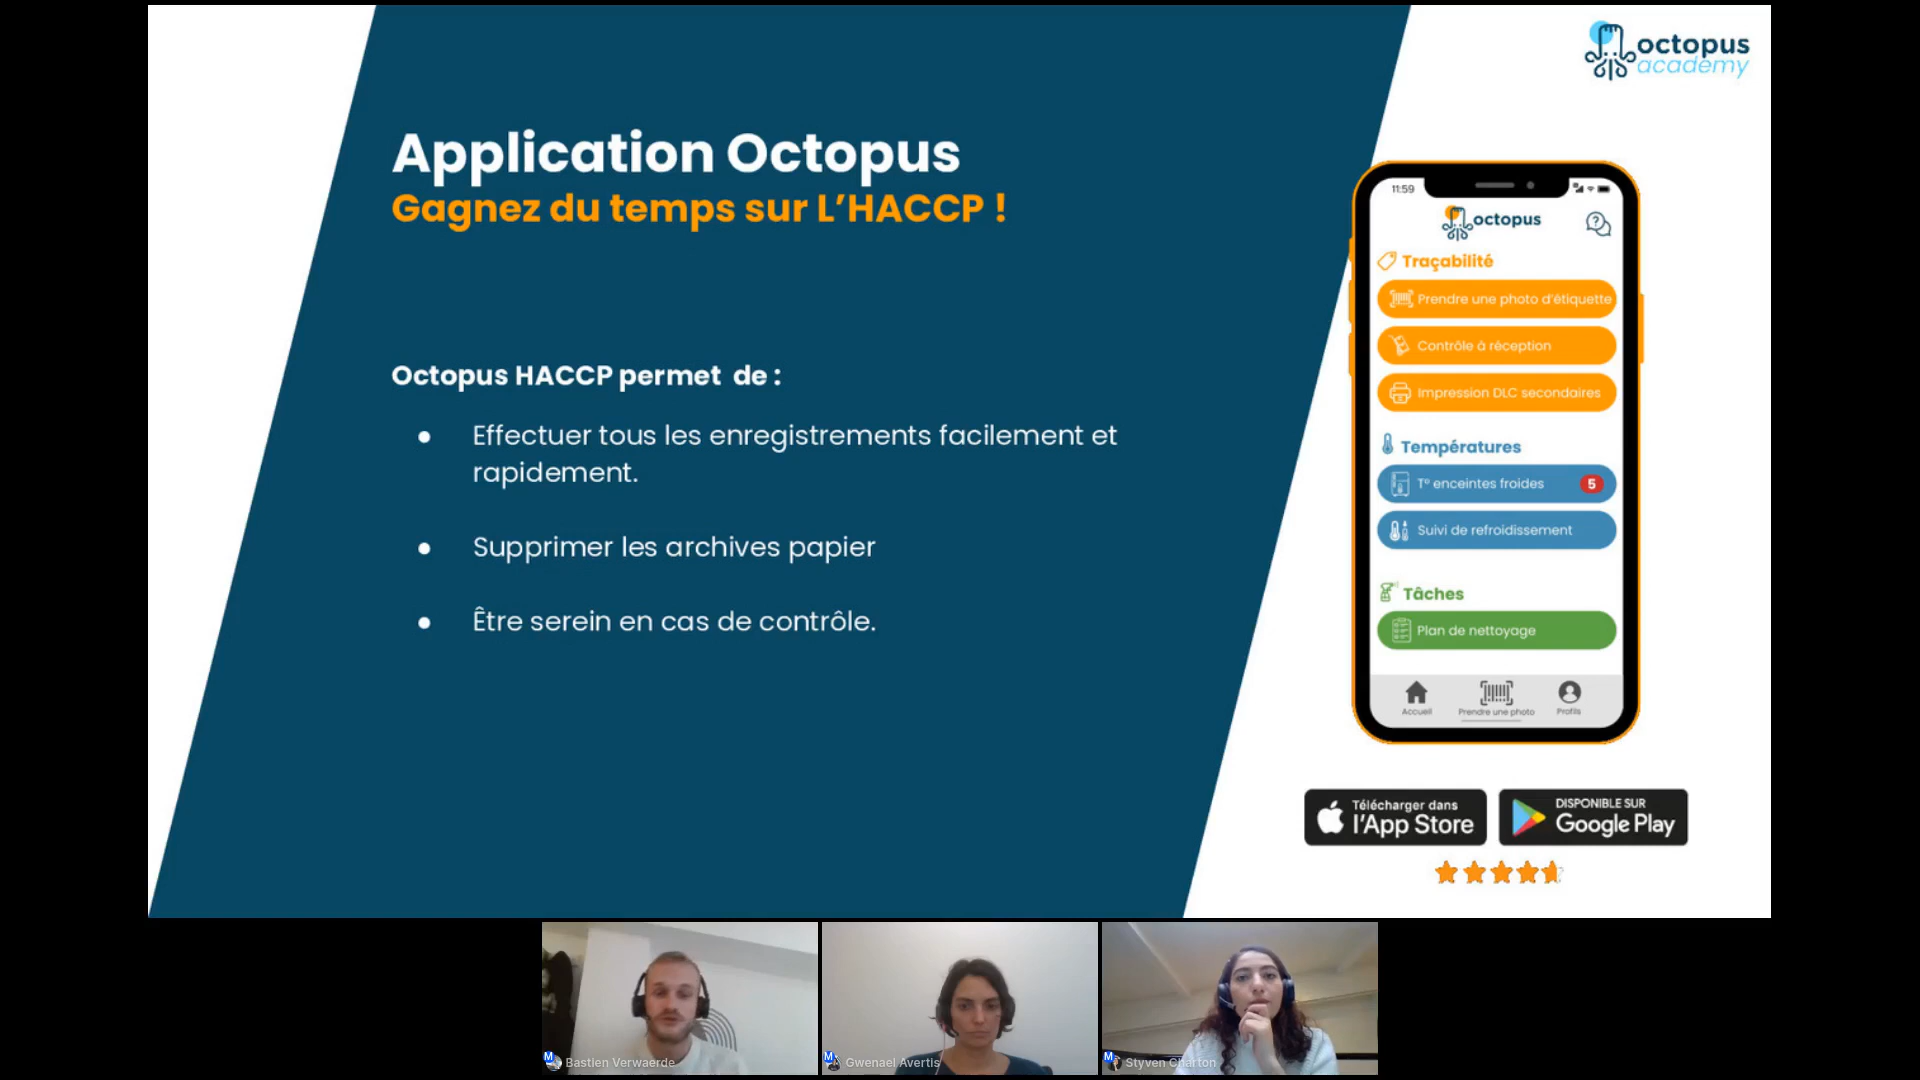 octopus
academy
Application Octopus
Gagnez du temps sur L’HACCP !
Octopus HACCP permet  de :
● Effectuer tous les enregistrements facilement et
rapidement.
● Supprimer les archives papier
● Être serein en cas de contrôle.
11:59
octopus
Traçabilité
Prendre une photo d'étiquette
Contrôle à réception
Impression DLC secondaires
Températures
T° enceintes froides 5
Suivi de refroidissement
Tâches
Plan de nettoyage
Accueil
Prendre une photo
Profils
Télécharger dans
l'App Store
DISPONIBLE SUR
Google Play
Bastien Verwaerde
Gwenael Avertis
Styven Charton